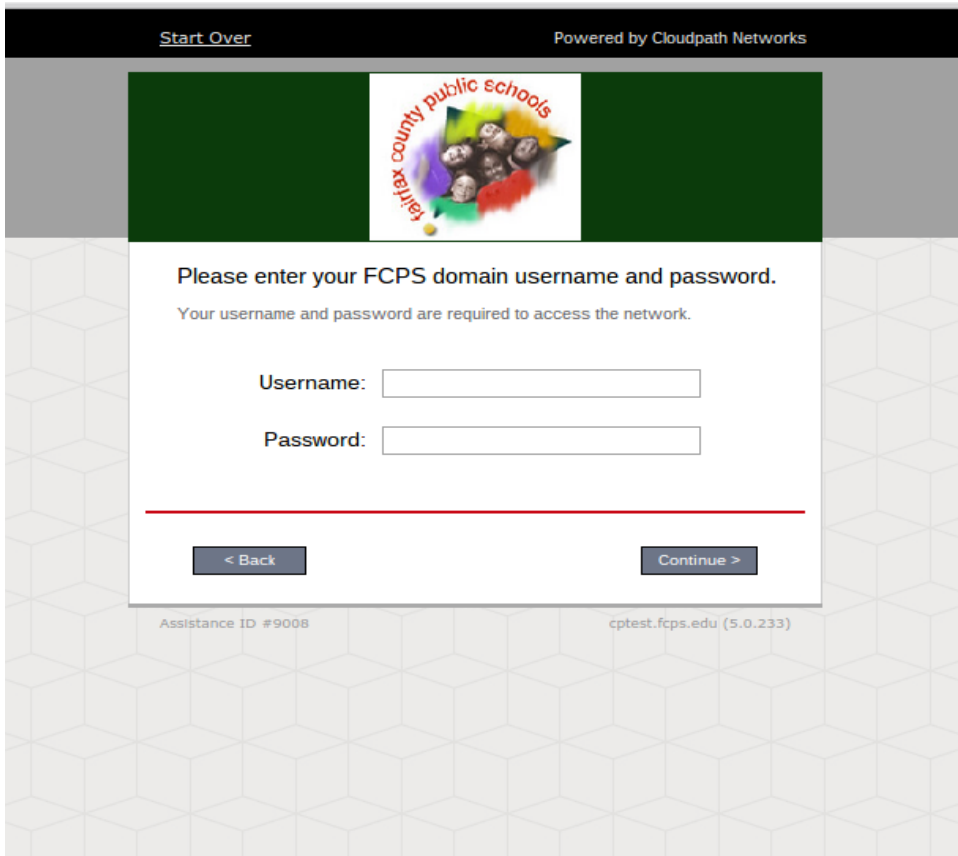 Start Over
Powered by Cloudpath Networks
fairfax county public schools
Please enter your FCPS domain username and password.
Your username and password are required to access the network.
Username:
Password:
< Back
Continue >
Assistance ID #9008
cptest.fcps.edu (5.0.233)